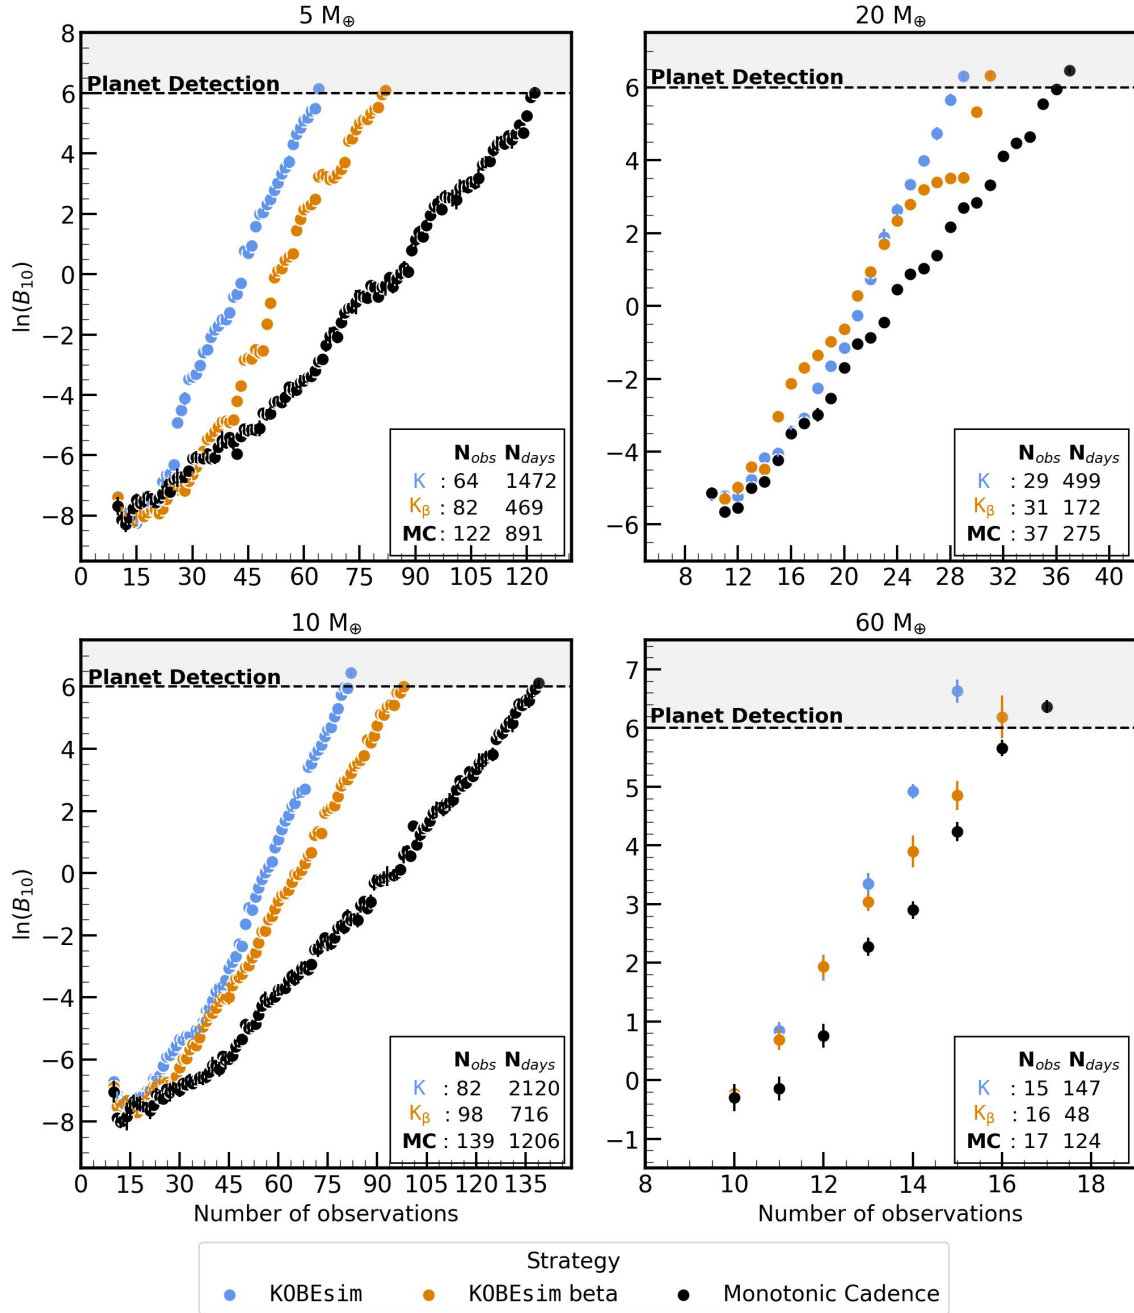 5 M⊕
8
6
4
2
0
−2
−4
−6
−8
ln(B10)
Planet Detection
Nobs Ndays
K : 64 1472
Kβ : 82 469
MC : 122 891
0 15 30 45 60 75 90 105 120
20 M⊕
6
4
2
0
−2
−4
−6
Planet Detection
Nobs Ndays
K : 29 499
Kβ : 31 172
MC : 37 275
8 12 16 20 24 28 32 36 40
10 M⊕
6
4
2
0
−2
−4
−6
−8
ln(B10)
Planet Detection
Nobs Ndays
K : 82 2120
Kβ : 98 716
MC : 139 1206
0 15 30 45 60 75 90 105 120 135
Number of observations
60 M⊕
7
6
5
4
3
2
1
0
−1
Planet Detection
Nobs Ndays
K : 15 147
Kβ : 16 48
MC : 17 124
8 10 12 14 16 18
Number of observations
Strategy
KOBEsim KOBEsim beta Monotonic Cadence